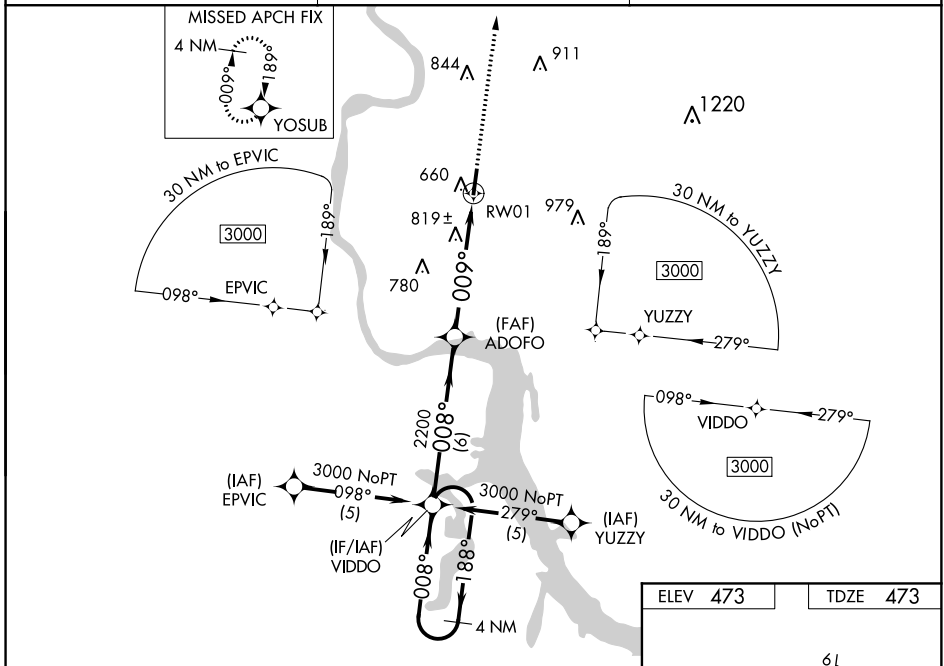 MISSED APCH FIX
4 NM
009°
189°
YOSUB
844
911
1220
660
RW01
979
819±
780
009°
30 NM to EPVIC
3000
189°
098°
EPVIC
30 NM to YUZZY
3000
189°
YUZZY
279°
(FAF)
ADOFO
2200
008°
(6)
098°
279°
VIDDO
3000
30 NM to VIDDO (NoPT)
(IAF)
EPVIC
3000 NoPT
098°
(5)
3000 NoPT
279°
(5)
(IAF)
YUZZY
(IF/IAF)
VIDDO
008°
188°
4 NM
ELEV 473
TDZE 473